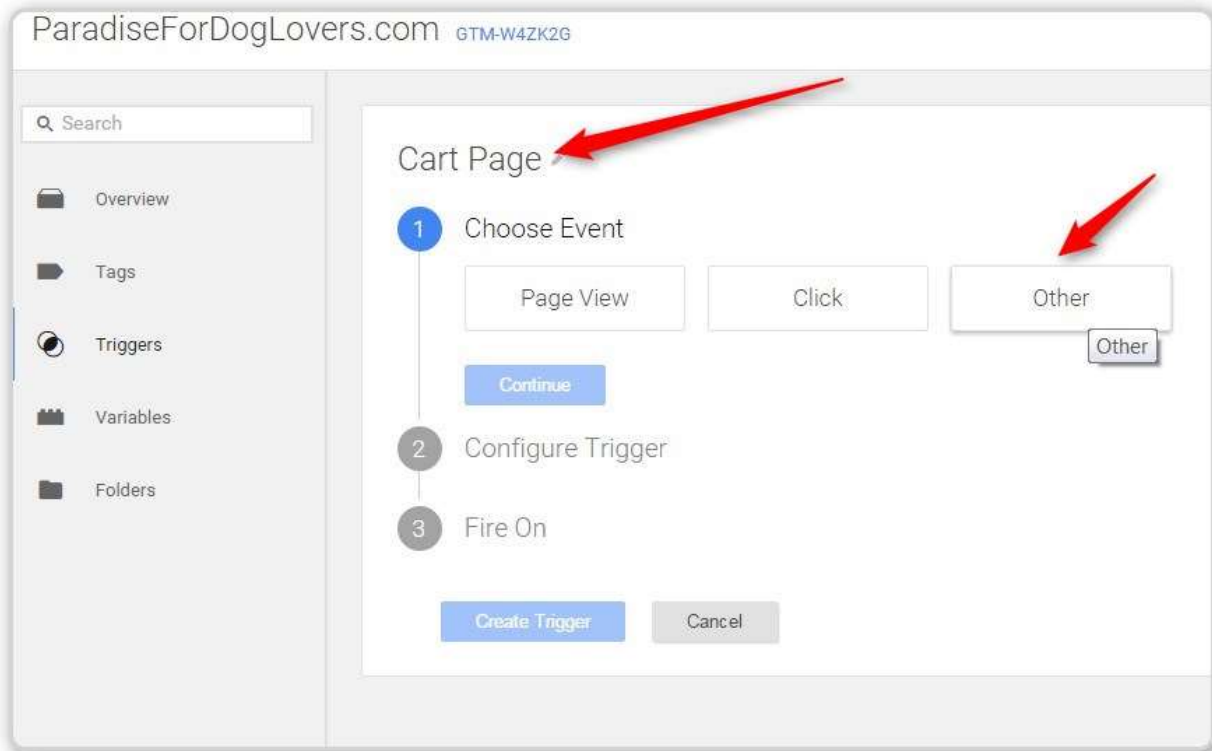 ParadiseForDogLovers.com GTM-W4ZK2G
Search
Overview
Tags
Triggers
Variables
Folders
Cart Page
1 Choose Event
Page View Click Other
Other
Continue
2 Configure Trigger
3 Fire On
Create Trigger Cancel